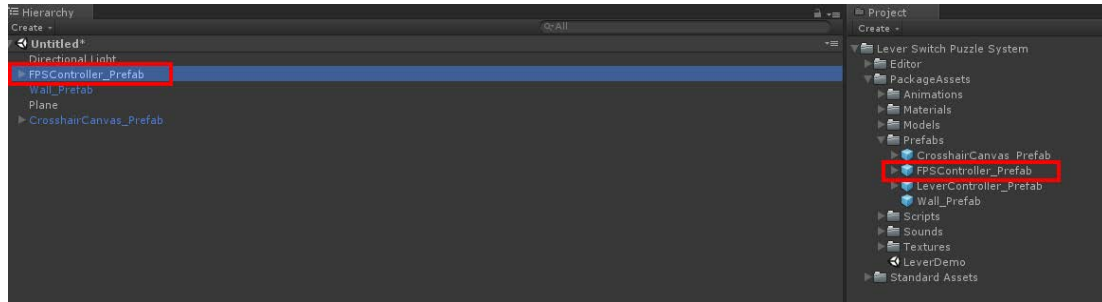 Hierarchy
Create
All
Untitled*
Directional Light
FPSController_Prefab
Wall_Prefab
Plane
CrosshairCanvas_Prefab
Project
Create
Lever Switch Puzzle System
Editor
PackageAssets
Animations
Materials
Models
Prefabs
CrosshairCanvas_Prefab
FPSController_Prefab
LeverController_Prefab
Wall_Prefab
Scripts
Sounds
Textures
LeverDemo
Standard Assets